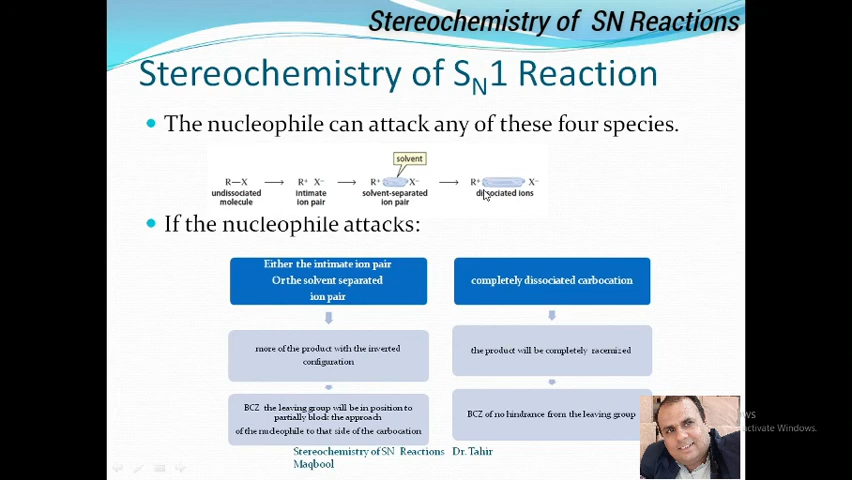 Stereochemistry of SN Reactions
Stereochemistry of SN1 Reaction
• The nucleophile can attack any of these four species.
solvent
R—X → R+ X− → R+ X− → R+ X−
undissociated molecule
intimate ion pair
solvent-separated ion pair
dissociated ions
• If the nucleophile attacks:
Either the intimate ion pair
Or the solvent separated
ion pair
more of the product with the inverted
configuration
BCZ the leaving group will be in position to
partially block the approach
of the nucleophile to that side of the carbocation
completely dissociated carbocation
the product will be completely racemized
BCZ of no hindrance from the leaving group
Stereochemistry of SN Reactions Dr. Tahir
Maqbool
activate Windows.